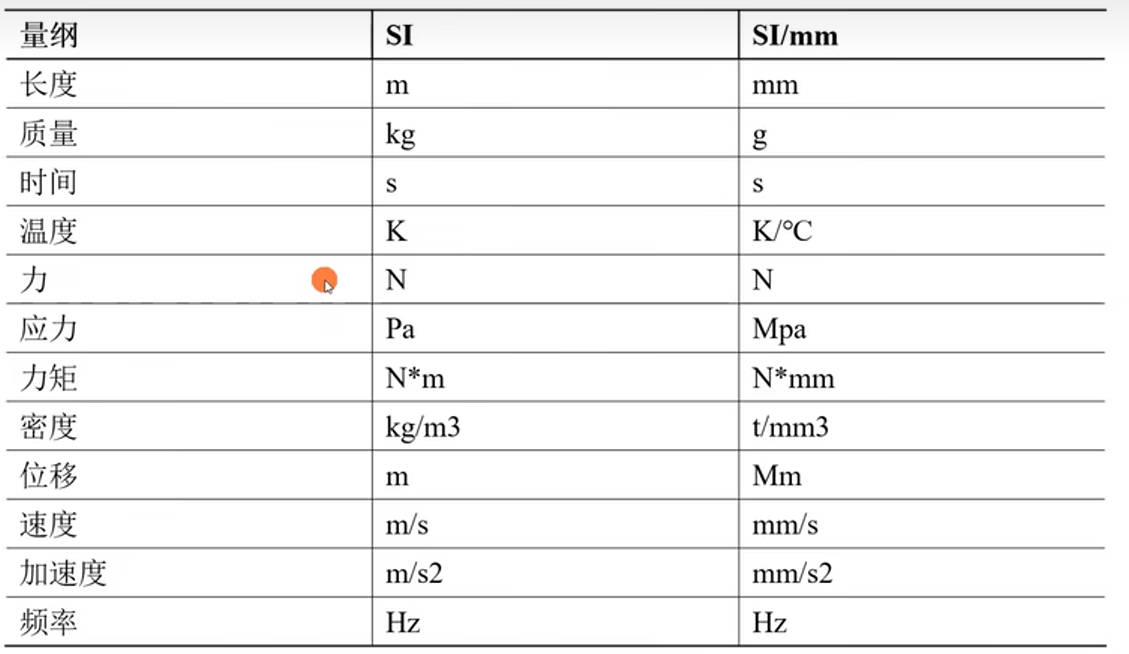 量纲 SI SI/mm
长度 m mm
质量 kg g
时间 s s
温度 K K/℃
力 N N
应力 Pa Mpa
力矩 N*m N*mm
密度 kg/m3 t/mm3
位移 m Mm
速度 m/s mm/s
加速度 m/s2 mm/s2
频率 Hz Hz